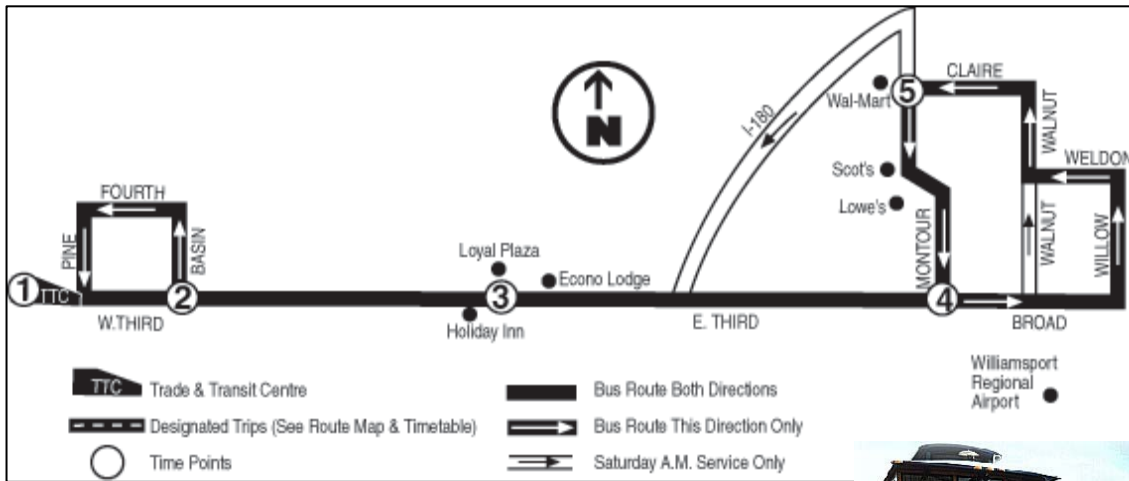 CLAIRE
5
Wal-Mart
WALNUT
I-180
WELDON
N
Scot's
FOURTH
Lowe's
PINE
BASIN
Loyal Plaza
MONTOUR
WALNUT
WILLOW
Econo Lodge
1
TTC
2
3
4
W.THIRD
Holiday Inn
E. THIRD
BROAD
Williamsport
Regional
Airport
TTC Trade & Transit Centre
Bus Route Both Directions
Designated Trips (See Route Map & Timetable)
Bus Route This Direction Only
Time Points
Saturday A.M. Service Only